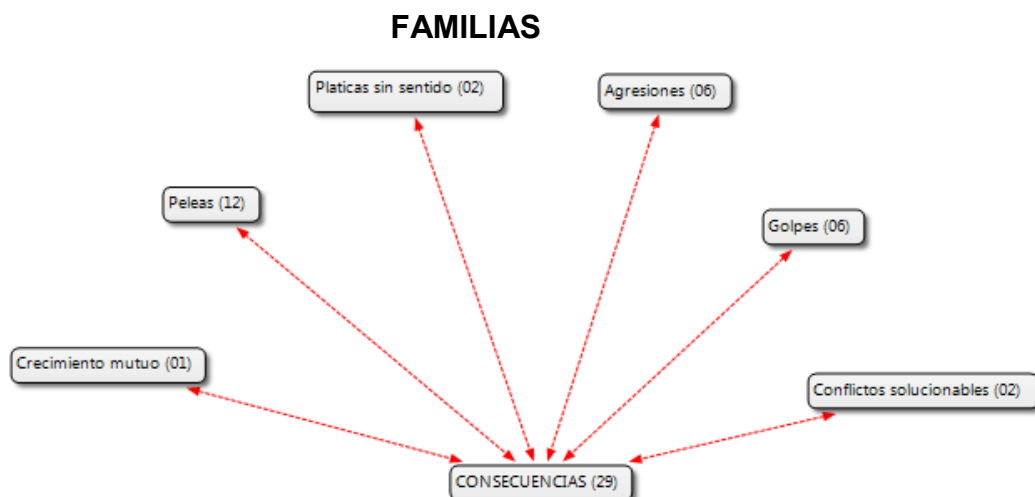 FAMILIAS
Platicas sin sentido (02)
Agresiones (06)
Peleas (12)
Golpes (06)
Crecimiento mutuo (01)
Conflictos solucionables (02)
CONSECUENCIAS (29)